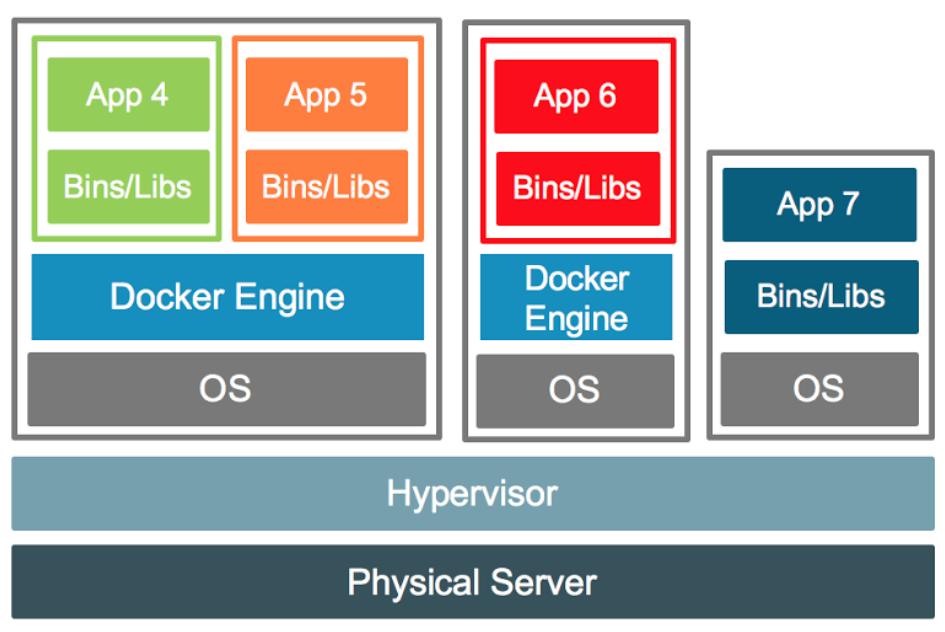 App 4
Bins/Libs
App 5
Bins/Libs
Docker Engine
OS
App 6
Bins/Libs
Docker
Engine
OS
App 7
Bins/Libs
OS
Hypervisor
Physical Server